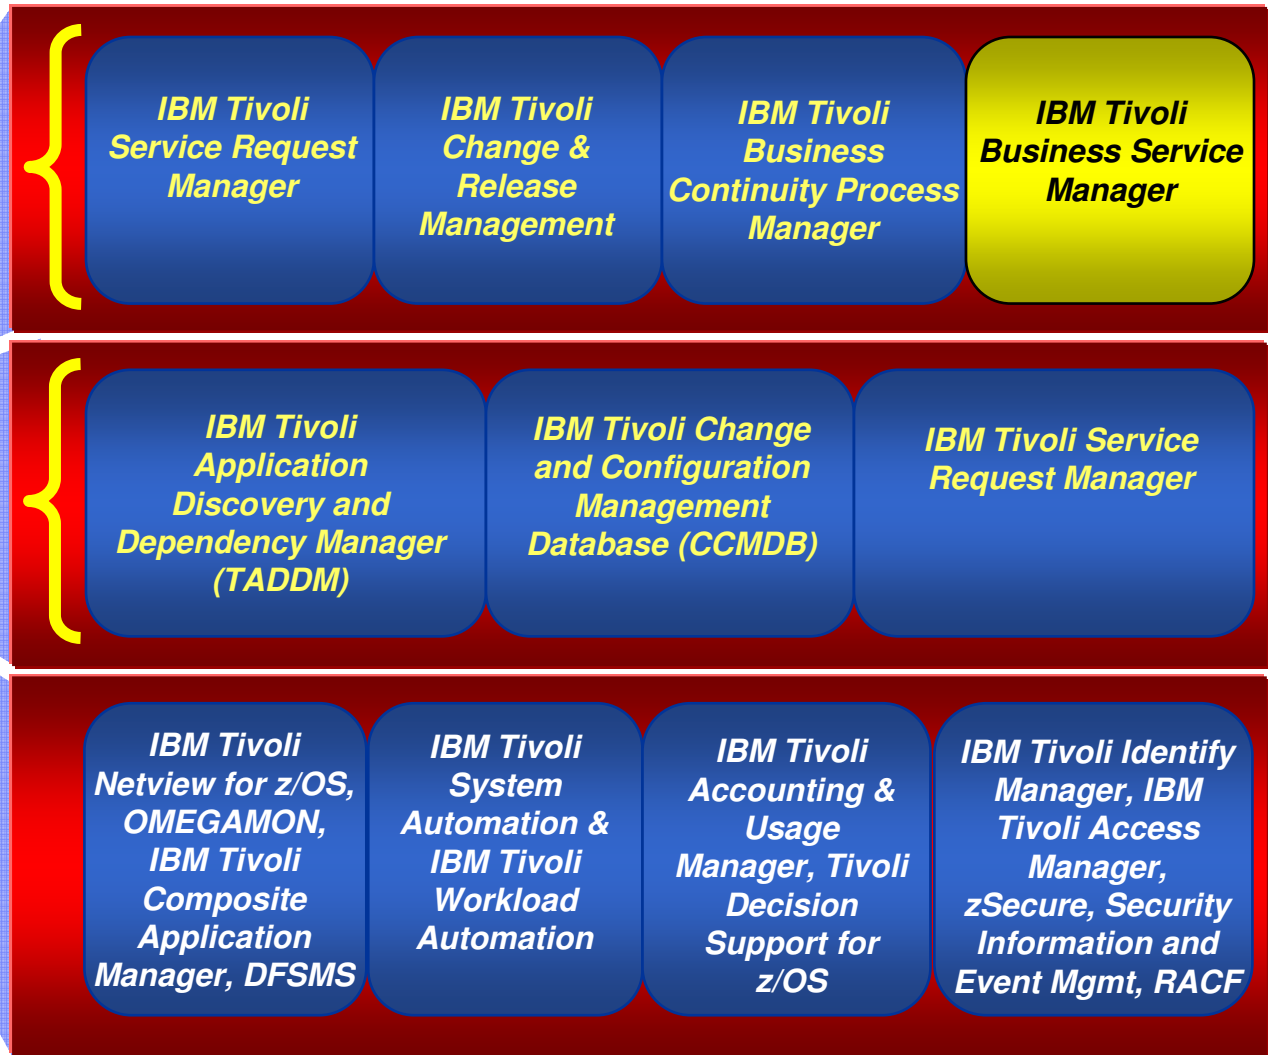 IBM Tivoli
Service Request
Manager
IBM Tivoli
Change &
Release
Management
IBM Tivoli
Business
Continuity Process
Manager
IBM Tivoli
Business Service
Manager
IBM Tivoli
Application
Discovery and
Dependency Manager
(TADDM)
IBM Tivoli Change
and Configuration
Management
Database (CCMDB)
IBM Tivoli Service
Request Manager
IBM Tivoli
Netview for z/OS,
OMEGAMON,
IBM Tivoli
Composite
Application
Manager, DFSMS
IBM Tivoli
System
Automation &
IBM Tivoli
Workload
Automation
IBM Tivoli
Accounting &
Usage
Manager, Tivoli
Decision
Support for
z/OS
IBM Tivoli Identify
Manager, IBM
Tivoli Access
Manager,
zSecure, Security
Information and
Event Mgmt, RACF